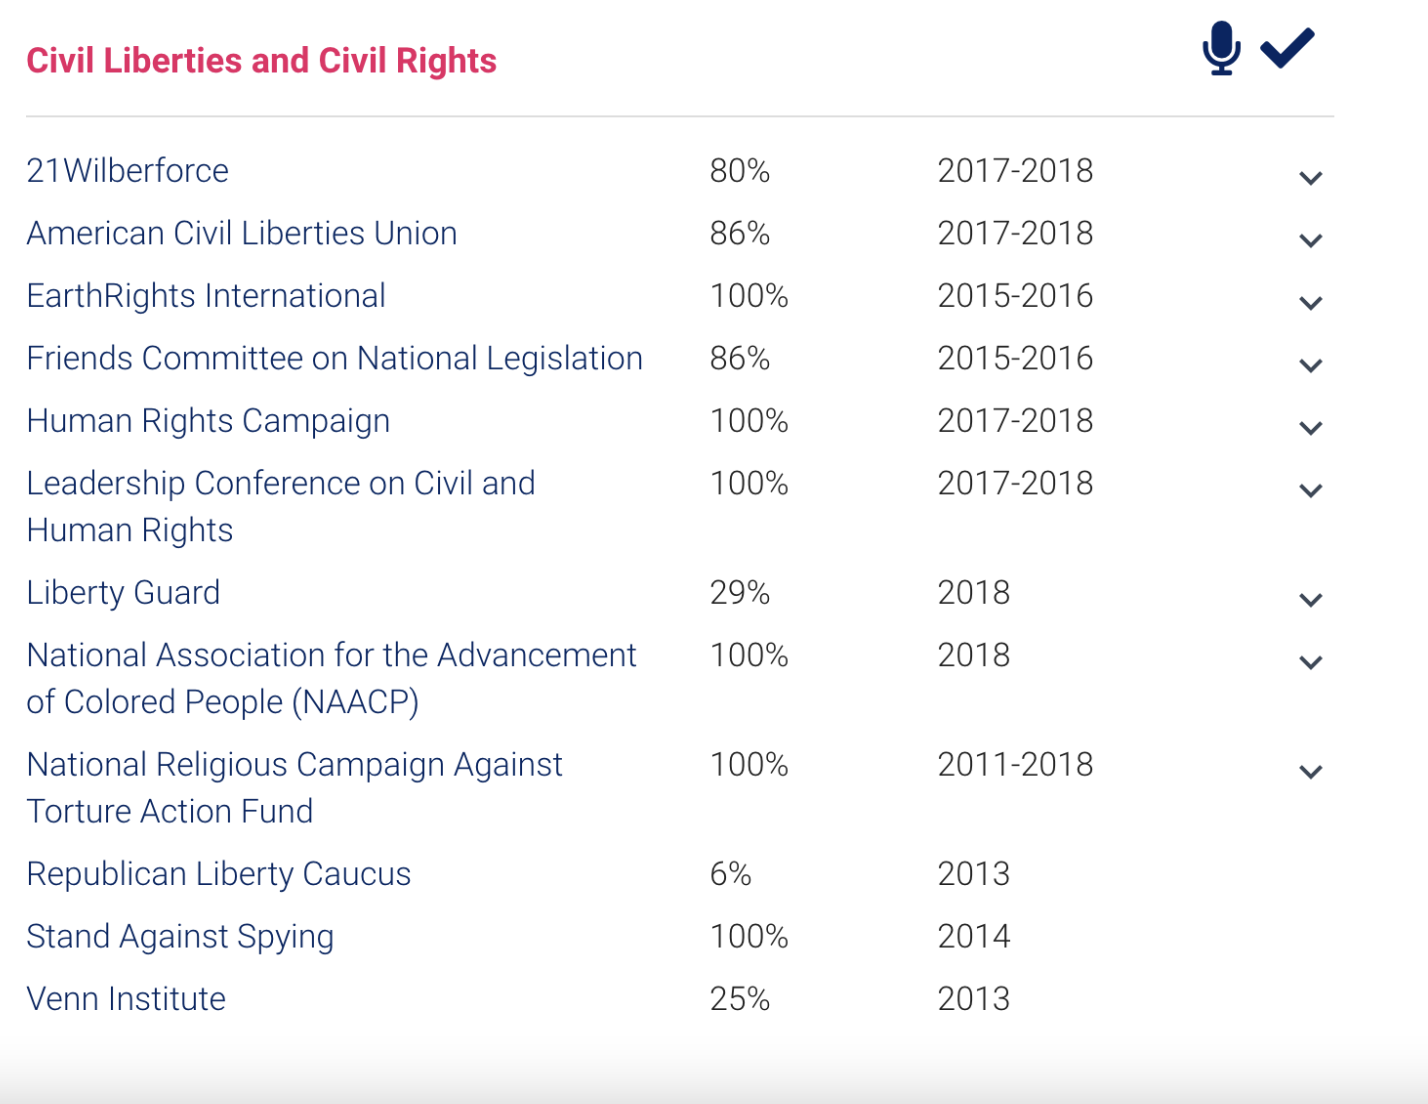 Civil Liberties and Civil Rights
21Wilberforce 80% 2017-2018
American Civil Liberties Union 86% 2017-2018
EarthRights International 100% 2015-2016
Friends Committee on National Legislation 86% 2015-2016
Human Rights Campaign 100% 2017-2018
Leadership Conference on Civil and 100% 2017-2018
Human Rights
Liberty Guard 29% 2018
National Association for the Advancement 100% 2018
of Colored People (NAACP)
National Religious Campaign Against 100% 2011-2018
Torture Action Fund
Republican Liberty Caucus 6% 2013
Stand Against Spying 100% 2014
Venn Institute 25% 2013